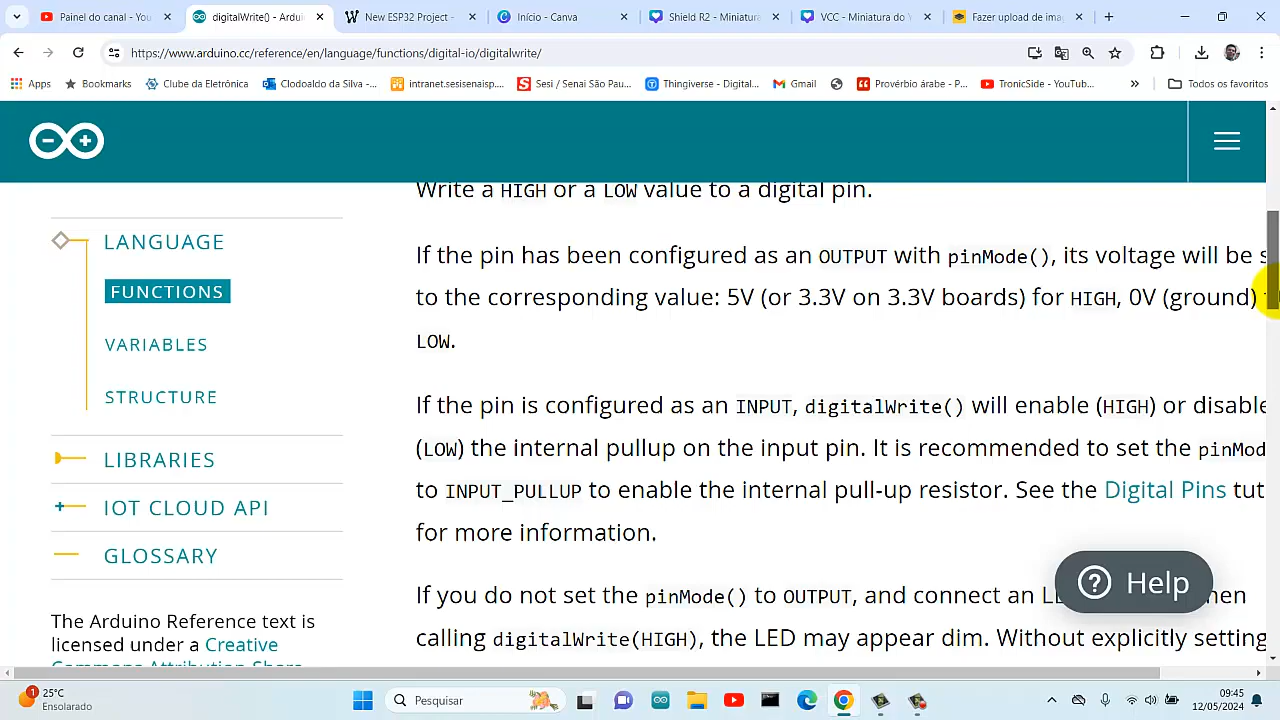 Painel do canal - You
digitalWrite() - Ardui
New ESP32 Project -
Início - Canva
Shield R2 - Miniatura
VCC - Miniatura d
Fazer upload de ima
https://www.arduino.cc/reference/en/language/functions/digital-io/digitalwrite/
Apps
Bookmarks
Clube da Eletrônica
Clodoaldo da Silva -...
intranet.sesisenaisp...
Sesi / Senai São Pau...
Thingiverse - Digital...
Gmail
Provérbio árabe -...
TronicSide - YouTub...
Todos os favoritos
Write a HIGH or a LOW value to a digital pin.
LANGUAGE
FUNCTIONS
VARIABLES
STRUCTURE
LIBRARIES
IOT CLOUD API
GLOSSARY
The Arduino Reference text is
licensed under a Creative
Commons Attribution-Share
If the pin has been configured as an OUTPUT with pinMode(), its voltage will be s
to the corresponding value: 5V (or 3.3V on 3.3V boards) for HIGH, 0V (ground)
LOW.
If the pin is configured as an INPUT, digitalWrite() will enable (HIGH) or disable
(LOW) the internal pullup on the input pin. It is recommended to set the pinMod
to INPUT_PULLUP to enable the internal pull-up resistor. See the Digital Pins tut
for more information.
If you do not set the pinMode() to OUTPUT, and connect an LE hen
calling digitalWrite(HIGH), the LED may appear dim. Without explicitly setting
Help
25°C
Ensolarado
1
Pesquisar
09:45
12/05/2024